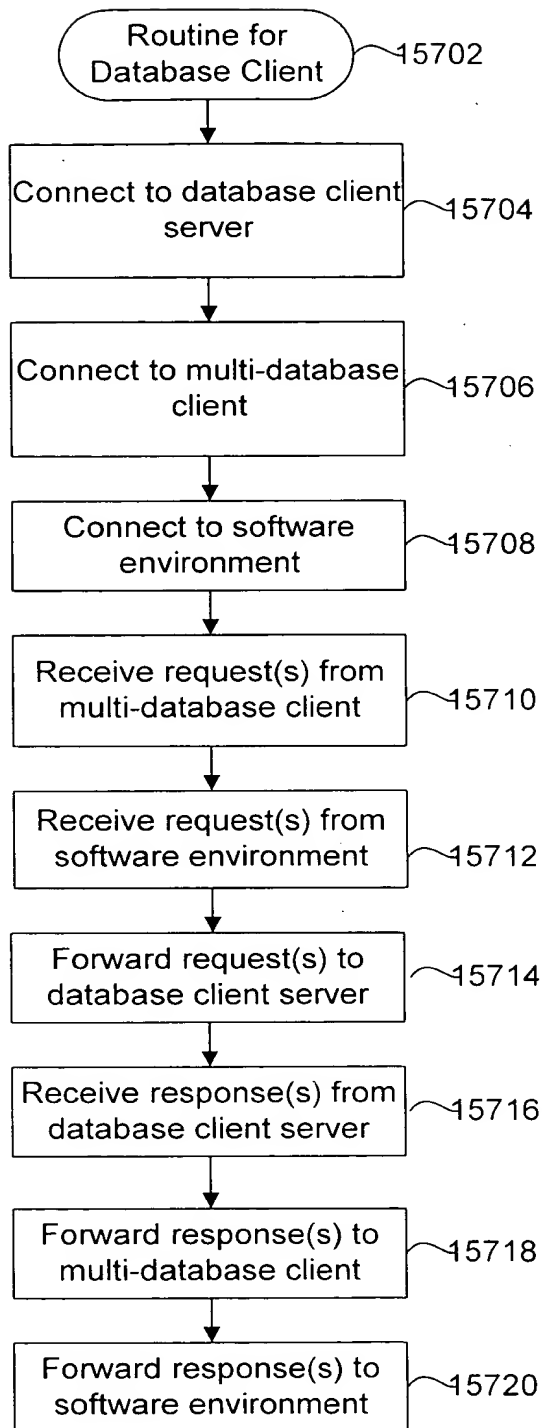 Routine for
Database Client
15702
Connect to database client
server
15704
Connect to multi-database
client
15706
Connect to software
environment
15708
Receive request(s) from
multi-database client
15710
Receive request(s) from
software environment
15712
Forward request(s) to
database client server
15714
Receive response(s) from
database client server
15716
Forward response(s) to
multi-database client
15718
Forward response(s) to
software environment
15720